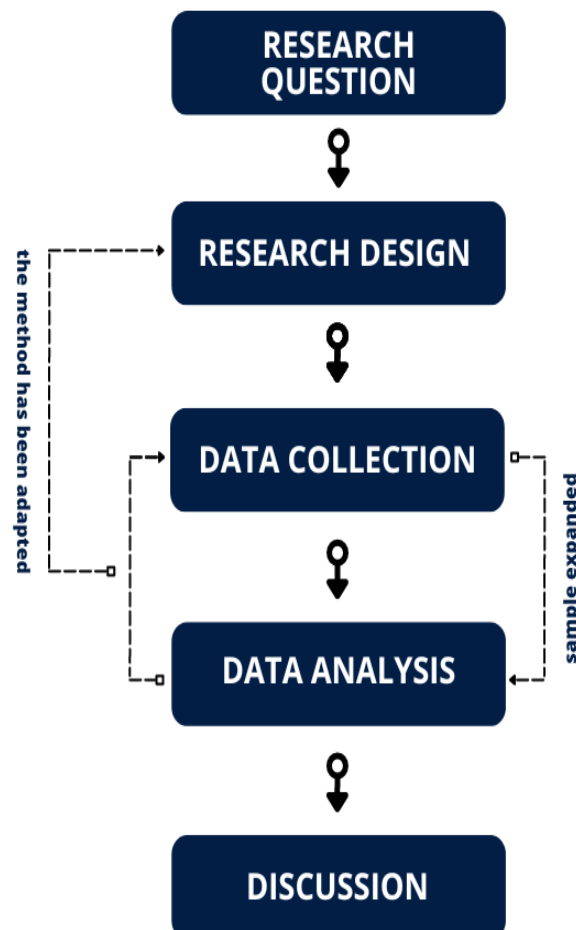 RESEARCH
QUESTION
RESEARCH DESIGN
the method has been adapted
DATA COLLECTION
sample expanded
DATA ANALYSIS
DISCUSSION